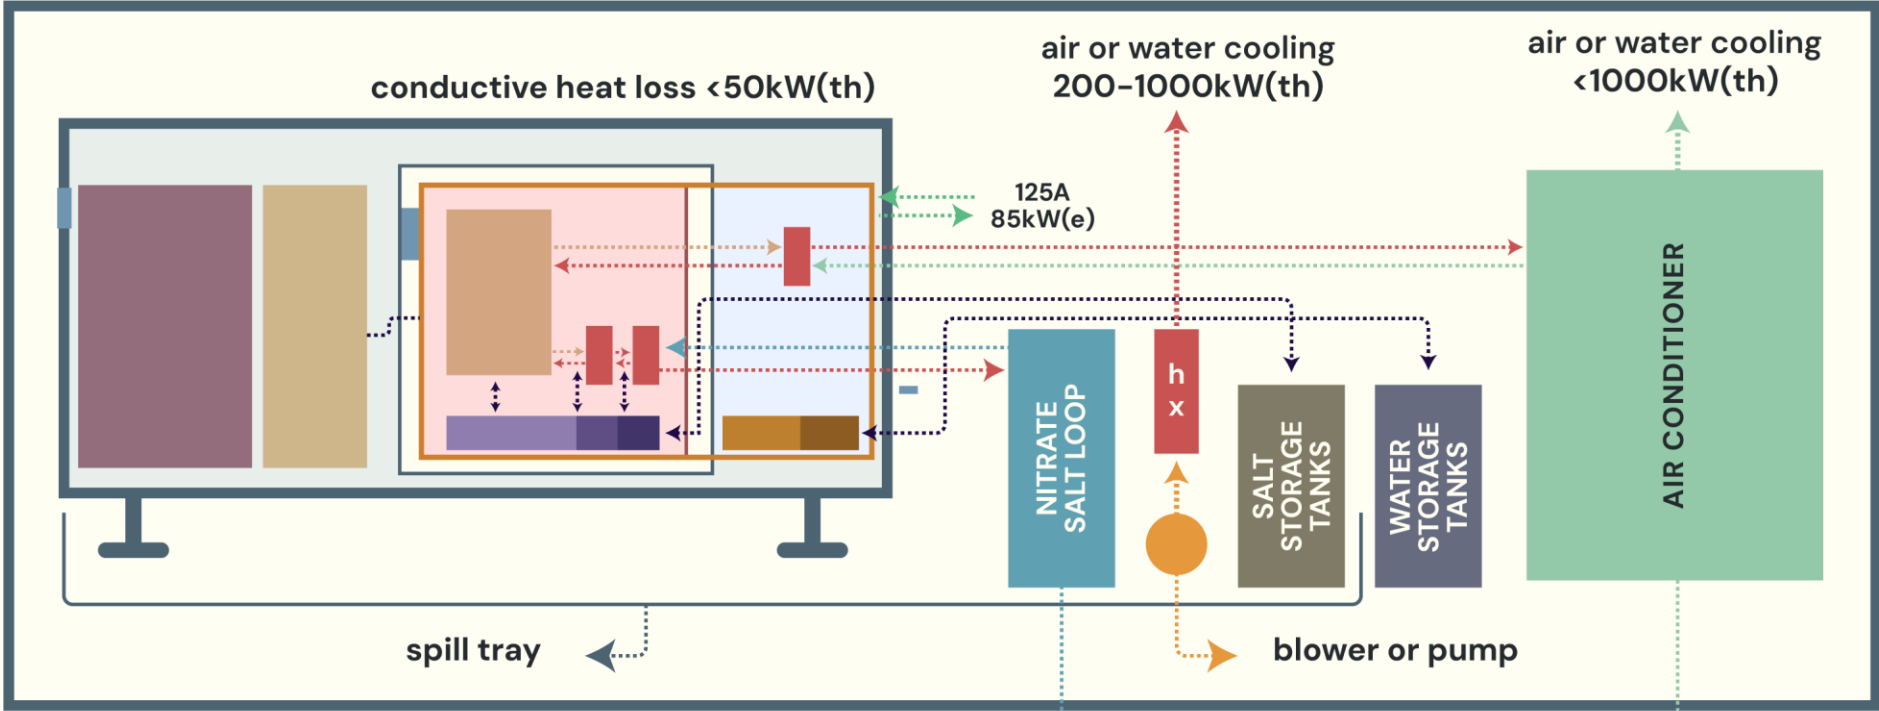 air or water cooling
200-1000kW(th)
air or water cooling
<1000kW(th)
conductive heat loss <50kW(th)
125A
85kW(e)
NITRATE
SALT LOOP
h
x
SALT
STORAGE
TANKS
WATER
STORAGE
TANKS
AIR CONDITIONER
spill tray
blower or pump